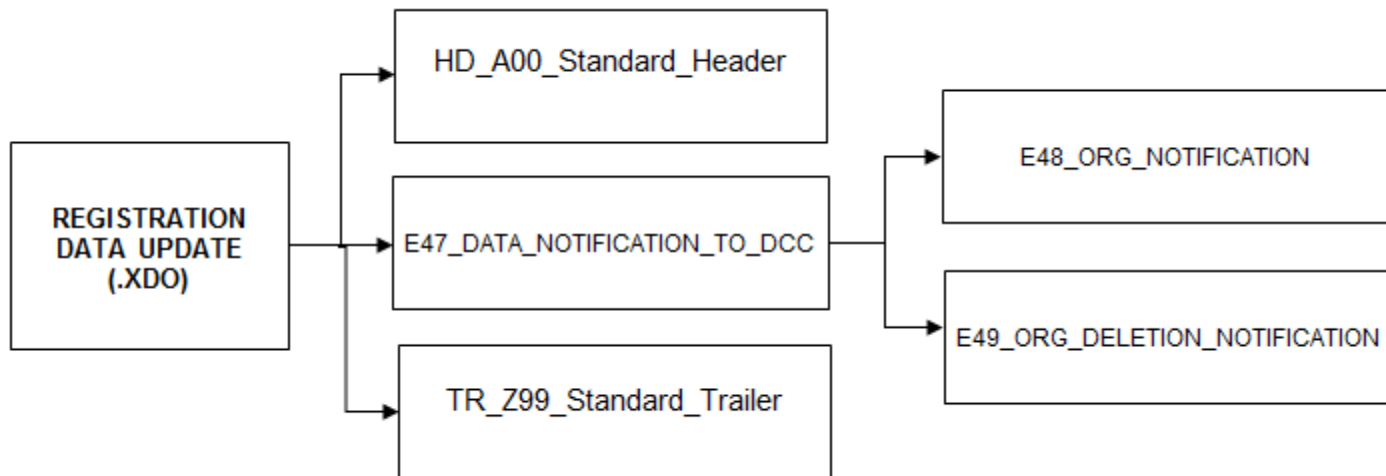 HD_A00_Standard_Header
E48_ORG_NOTIFICATION
REGISTRATION
DATA UPDATE
(.XDO)
E47_DATA_NOTIFICATION_TO_DCC
E49_ORG_DELETION_NOTIFICATION
TR_Z99_Standard_Trailer